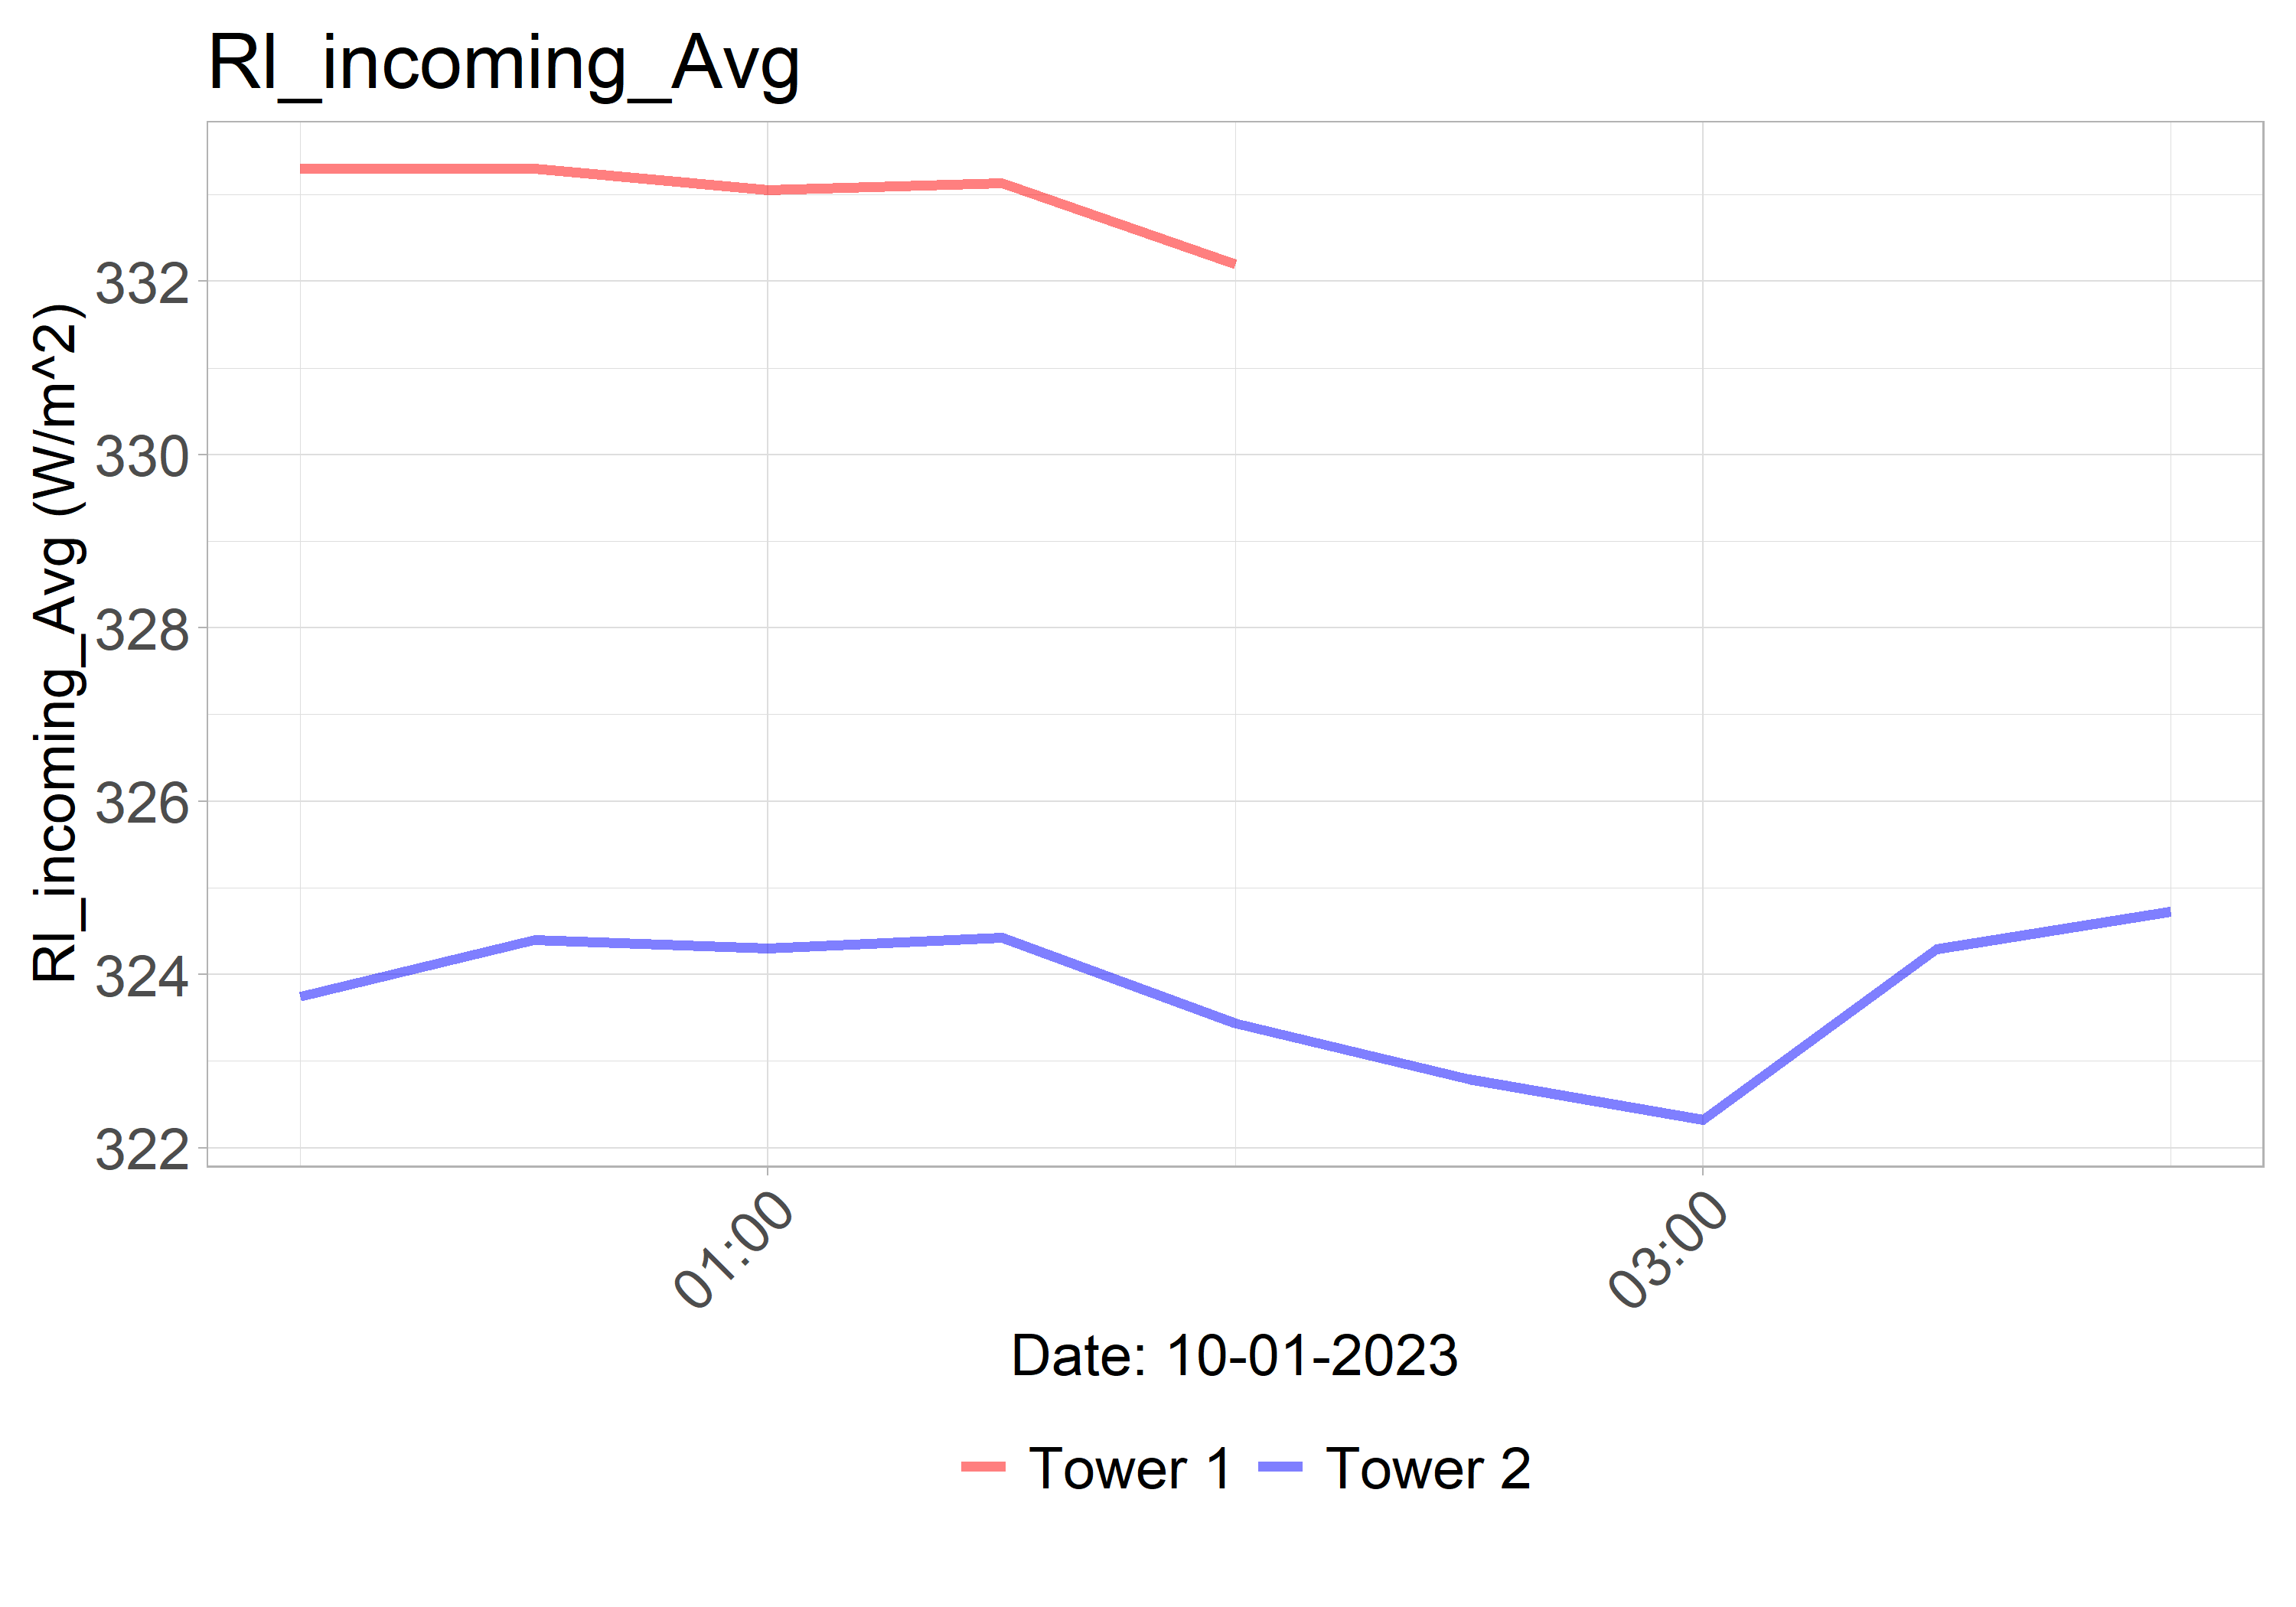 Rl_incoming_Avg
Rl_incoming_Avg (W/m^2)
332
330
328
326
324
322
01:00
03:00
Date: 10-01-2023
Tower 1 Tower 2